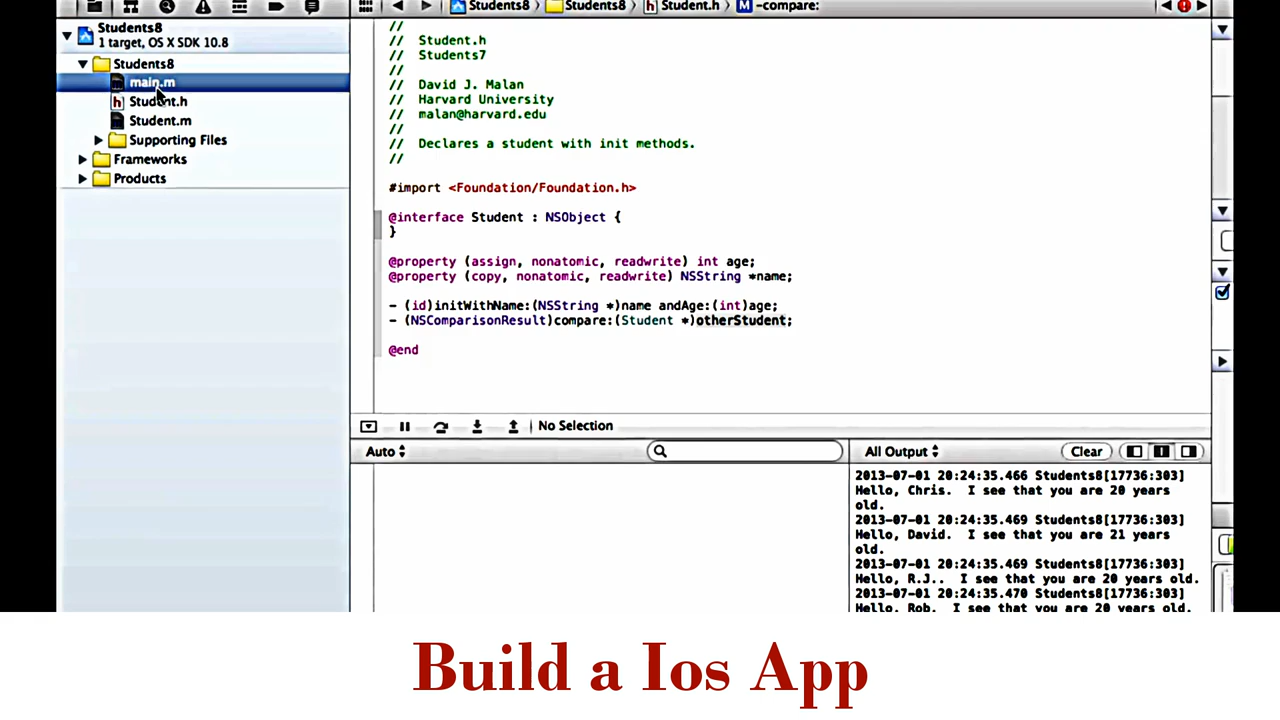 Students8
Students8
Student.h
-compare:
Students8
1 target, OS X SDK 10.8
Students8
main.m
Student.h
Student.m
Supporting Files
Frameworks
Products
//
// Student.h
// Students7
//
// David J. Malan
// Harvard University
// malan@harvard.edu
//
// Declares a student with init methods.
//
#import <Foundation/Foundation.h>
@interface Student : NSObject {
}
@property (assign, nonatomic, readwrite) int age;
@property (copy, nonatomic, readwrite) NSString *name;
- (id)initWithName:(NSString *)name andAge:(int)age;
- (NSComparisonResult)compare:(Student *)otherStudent;
@end
No Selection
Auto
All Output
Clear
2013-07-01 20:24:35.466 Students8[17736:303]
Hello, Chris. I see that you are 20 years
old.
2013-07-01 20:24:35.469 Students8[17736:303]
Hello, David. I see that you are 21 years
old.
2013-07-01 20:24:35.469 Students8[17736:303]
Hello, R.J.. I see that you are 20 years old.
2013-07-01 20:24:35.470 Students8[17736:303]
Hello, Rob. I see that you are 20 years old.
Build a Ios App